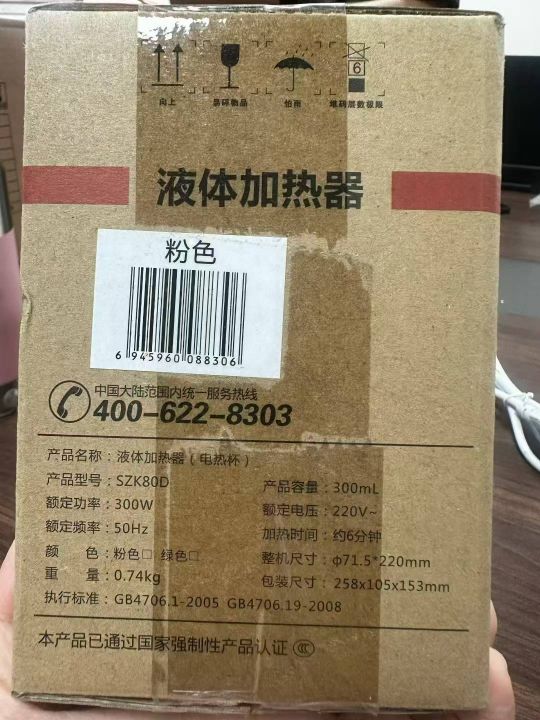 6
向上 易碎物品 怕雨 堆码层数极限
液体加热器
粉色
6 945960 088306
中国大陆范围内统一服务热线
400-622-8303
产品名称：液体加热器（电热杯）
产品型号：SZK80D 产品容量：300mL
额定功率：300W 额定电压：220V~
额定频率：50Hz 加热时间：约6分钟
颜 色：粉色□ 绿色□ 整机尺寸：φ71.5*220mm
重 量：0.74kg 包装尺寸：258x105x153mm
执行标准：GB4706.1-2005 GB4706.19-2008
本产品已通过国家强制性产品认证